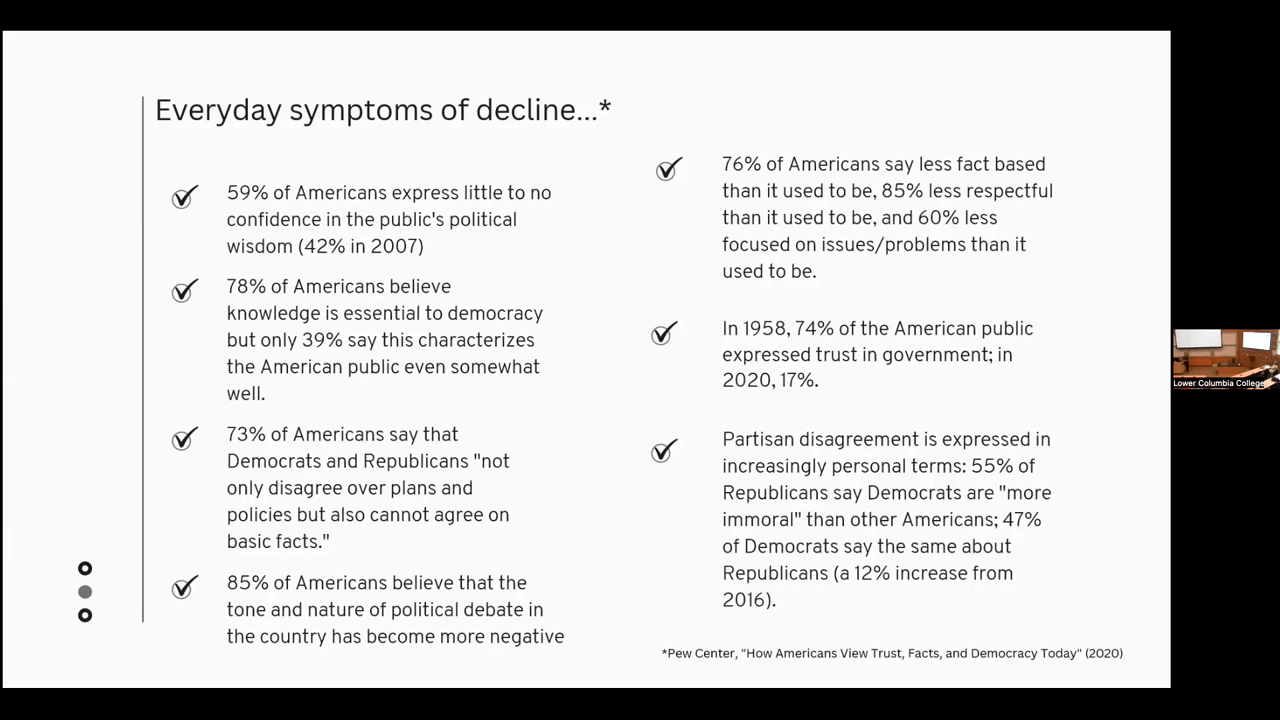 Everyday symptoms of decline...*
59% of Americans express little to no
confidence in the public's political
wisdom (42% in 2007)
78% of Americans believe
knowledge is essential to democracy
but only 39% say this characterizes
the American public even somewhat
well.
73% of Americans say that
Democrats and Republicans "not
only disagree over plans and
policies but also cannot agree on
basic facts."
85% of Americans believe that the
tone and nature of political debate in
the country has become more negative
76% of Americans say less fact based
than it used to be, 85% less respectful
than it used to be, and 60% less
focused on issues/problems than it
used to be.
In 1958, 74% of the American public
expressed trust in government; in
2020, 17%.
Partisan disagreement is expressed in
increasingly personal terms: 55% of
Republicans say Democrats are "more
immoral" than other Americans; 47%
of Democrats say the same about
Republicans (a 12% increase from
2016).
*Pew Center, "How Americans View Trust, Facts, and Democracy Today" (2020)
Lower Columbia College